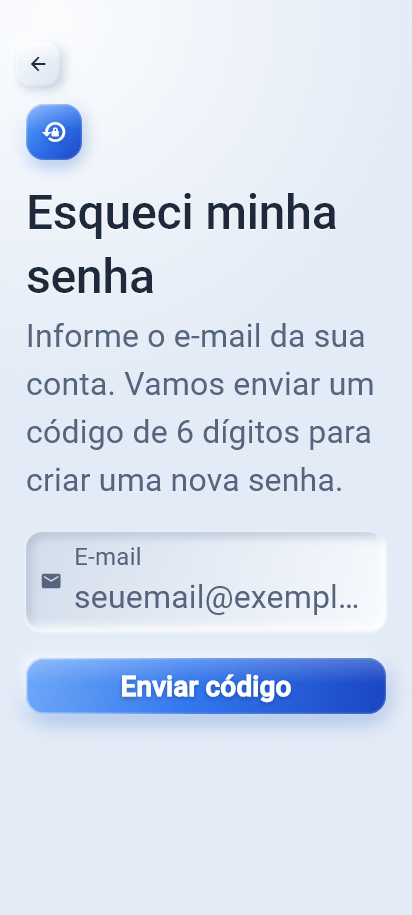 Esqueci minha
senha
Informe o e-mail da sua
conta. Vamos enviar um
código de 6 dígitos para
criar uma nova senha.
E-mail
seuemail@exempl...
Enviar código